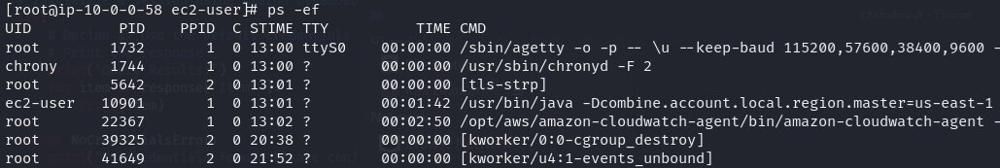 [root@ip-10-0-0-58 ec2-user]# ps -ef
UID PID PPID C STIME TTY TIME CMD
root 1732 1 0 13:00 ttyS0 00:00:00 /sbin/agetty -o -p -- \u --keep-baud 115200,57600,38400,9600 -
chrony 1744 1 0 13:00 ? 00:00:00 /usr/sbin/chronyd -F 2
root 5642 2 0 13:01 ? 00:00:00 [tls-strp]
ec2-user 10901 1 0 13:01 ? 00:01:42 /usr/bin/java -Dcombine.account.local.region.master=us-east-1
root 22367 1 0 13:02 ? 00:02:50 /opt/aws/amazon-cloudwatch-agent/bin/amazon-cloudwatch-agent -
root 39325 2 0 20:38 ? 00:00:00 [kworker/0:0-cgroup_destroy]
root 41649 2 0 21:52 ? 00:00:00 [kworker/u4:1-events_unbound]